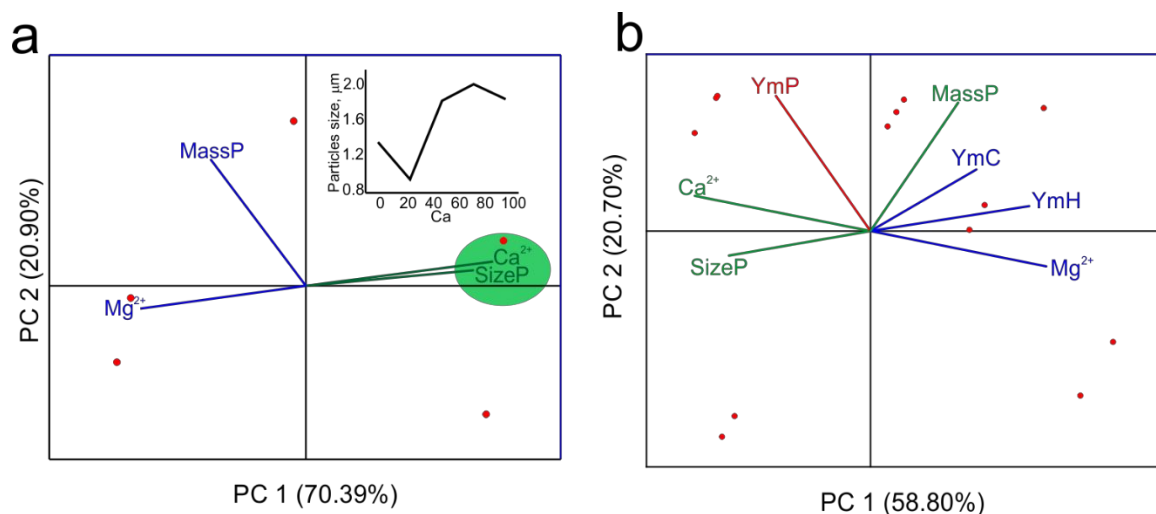 a
PC 2 (20.90%)
MassP
Mg²⁺
Ca²⁺
SizeP
Particles size, µm
2.0
1.6
1.2
0.8
0 20 40 60 80 100
Ca
PC 1 (70.39%)
b
PC 2 (20.70%)
YmP
MassP
YmC
Ca²⁺
YmH
SizeP
Mg²⁺
PC 1 (58.80%)